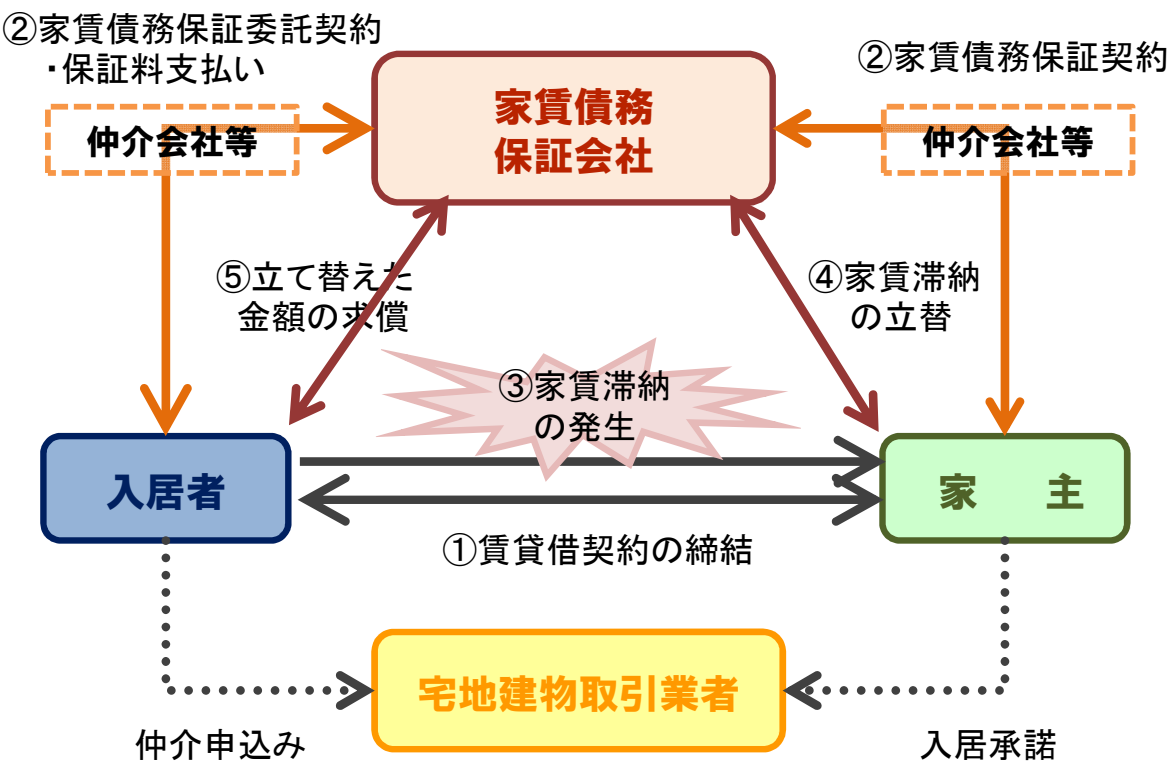 ②家賃債務保証委託契約
・保証料支払い
②家賃債務保証契約
家賃債務
保証会社
仲介会社等
仲介会社等
⑤立て替えた
金額の求償
④家賃滞納
の立替
③家賃滞納
の発生
入居者
家　主
①賃貸借契約の締結
宅地建物取引業者
仲介申込み
入居承諾